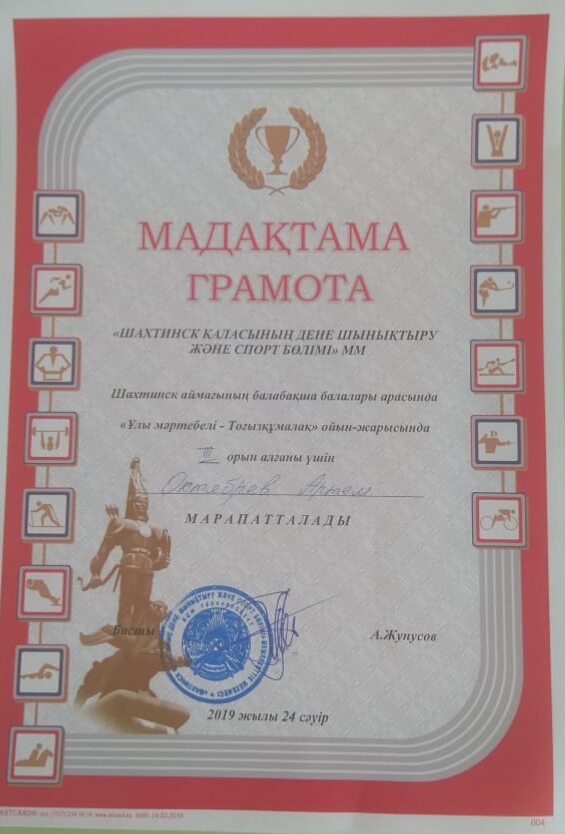 МАДАҚТАМА
ГРАМОТА
«ШАХТИНСК ҚАЛАСЫНЫҢ ДЕНЕ ШЫНЫҚТЫРУ
ЖӘНЕ СПОРТ БӨЛІМІ» ММ
Шахтинск аймағының балабақша балалары арасында
«Ұлы мәртебелі - Тоғызқұмалақ» ойын-жарысында
III орын алғаны үшін
Октябрев Артем
МАРАПАТТАЛАДЫ
Басшы
А.Жунусов
2019 жылы 24 сәуір
004